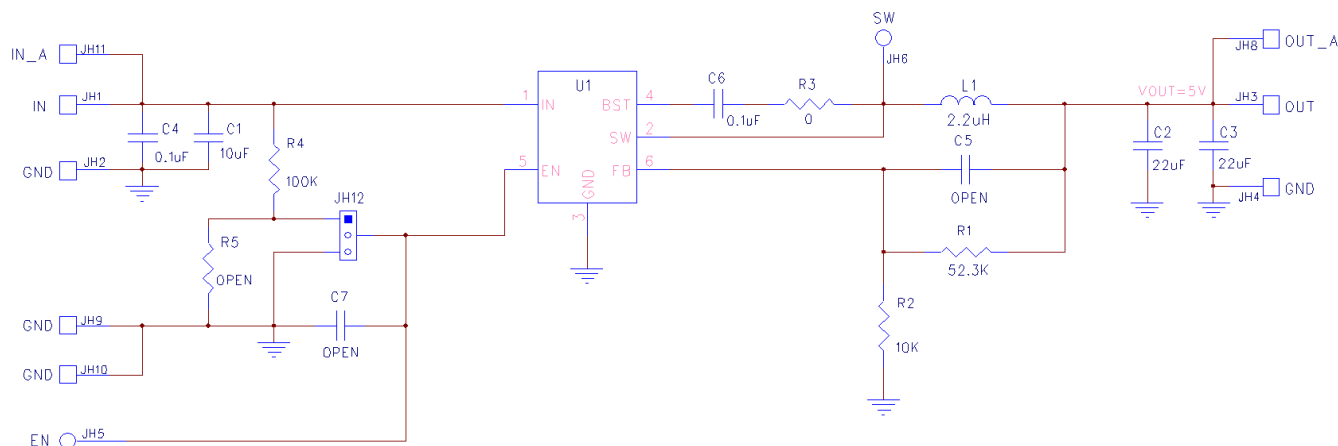 SW
IN_A
JH11
JH6
JH8
OUT_A
IN
JH1
1
IN
U1
BST
4
C6
0.1uF
R3
0
L1
2.2uH
VOUT=5V
JH3
OUT
C4
0.1uF
C1
10uF
R4
100K
SW
2
C2
22uF
C3
22uF
GND
JH2
5
EN
GND
3
FB
6
C5
OPEN
JH4
GND
JH12
R5
OPEN
R1
52.3K
C7
OPEN
R2
10K
GND
JH9
GND
JH10
EN
JH5